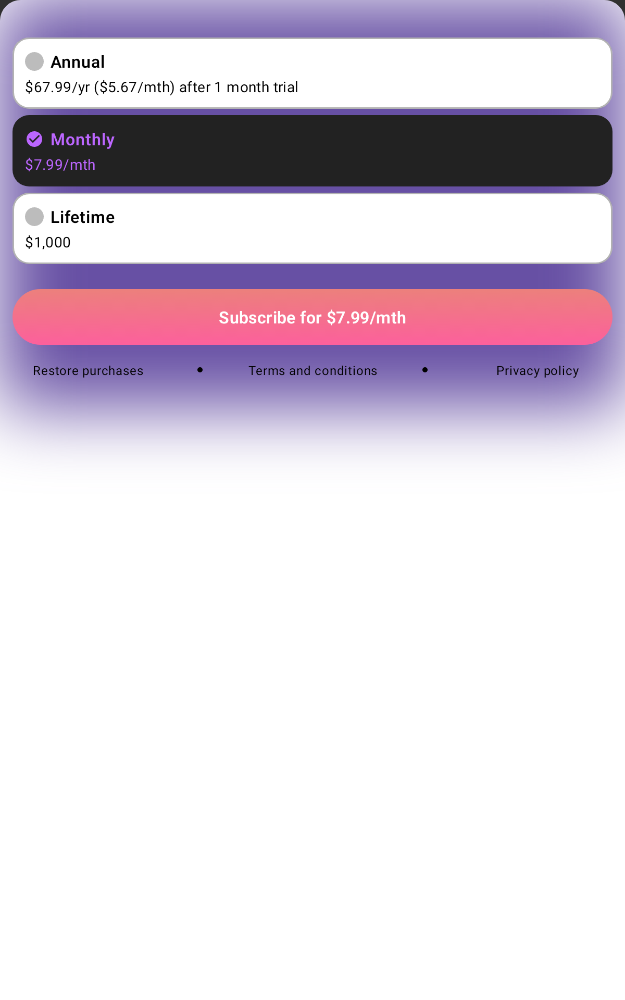 Annual
$67.99/yr ($5.67/mth) after 1 month trial
Monthly
$7.99/mth
Lifetime
$1,000
Subscribe for $7.99/mth
Restore purchases • Terms and conditions • Privacy policy